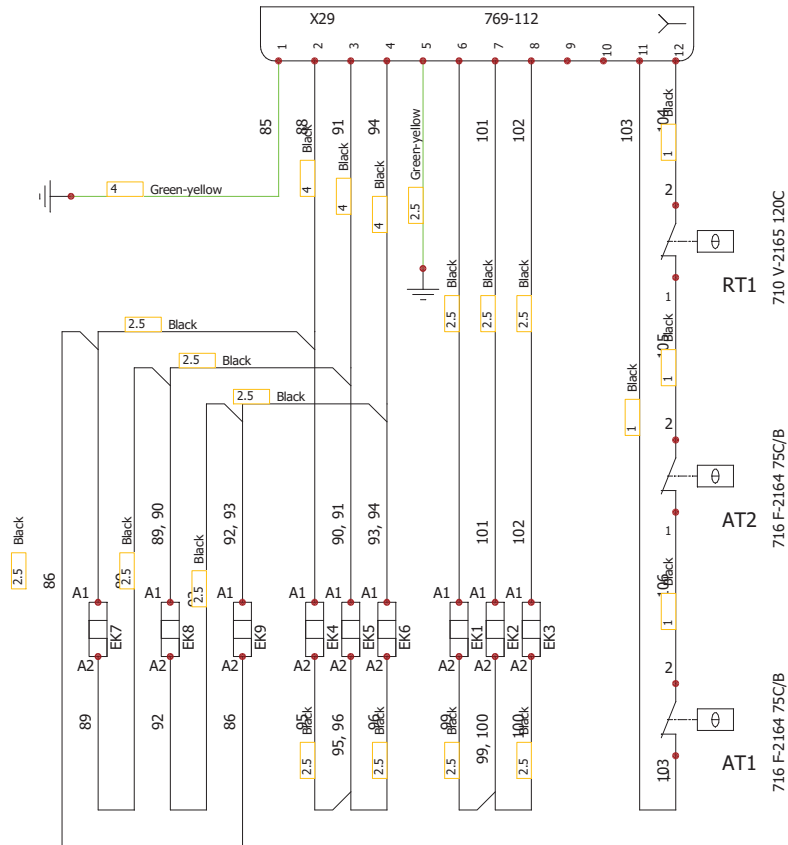 X29 769-112
1 2 3 4 5 6 7 8 9 10 11 12
85
88
Black
4
91
Black
4
94
Black
4
Green-yellow
2.5
101
102
103
104
Black
1
4 Green-yellow
2
RT1
710 V-2165 120C
1
Black
2.5
Black
2.5
Black
2.5
2.5 Black
2.5 Black
2.5 Black
105
Black
1
Black
1
2
AT2
716 F-2164 75C/B
1
Black
2.5
86
89, 90
92, 93
90, 91
93, 94
101
102
2.5
Black
2.5
106
Black
1
A1 A1 A1 A1 A1 A1 A1 A1 A1
EK7 EK8 EK9 EK4 EK5 EK6 EK1 EK2 EK3
A2 A2 A2 A2 A2 A2 A2 A2 A2
2
AT1
716 F-2164 75C/B
1
89
92
86
95
Black
2.5
95, 96
96
Black
2.5
99
Black
2.5
99, 100
100
Black
2.5
103